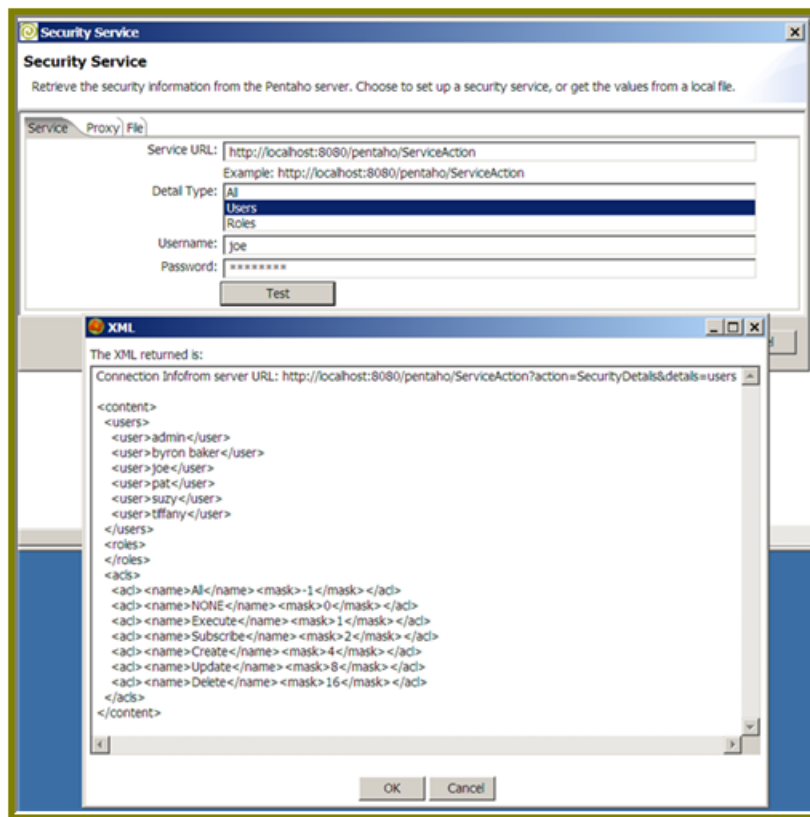 Security Service
Security Service
Retrieve the security information from the Pentaho server. Choose to set up a security service, or get the values from a local file.
Service Proxy File
Service URL: http://localhost:8080/pentaho/ServiceAction
Example: http://localhost:8080/pentaho/ServiceAction
Detail Type: All
Users
Roles
Username: joe
Password: ********
Test
XML
The XML returned is:
Connection Infofrom server URL: http://localhost:8080/pentaho/ServiceAction?action=SecurityDetails&details=users
<content>
<users>
<user>admin</user>
<user>byron baker</user>
<user>joe</user>
<user>pat</user>
<user>suzy</user>
<user>tiffany</user>
</users>
<roles>
</roles>
<acls>
<acl><name>All</name><mask>-1</mask></acl>
<acl><name>NONE</name><mask>0</mask></acl>
<acl><name>Execute</name><mask>1</mask></acl>
<acl><name>Subscribe</name><mask>2</mask></acl>
<acl><name>Create</name><mask>4</mask></acl>
<acl><name>Update</name><mask>8</mask></acl>
<acl><name>Delete</name><mask>16</mask></acl>
</acls>
</content>
OK Cancel